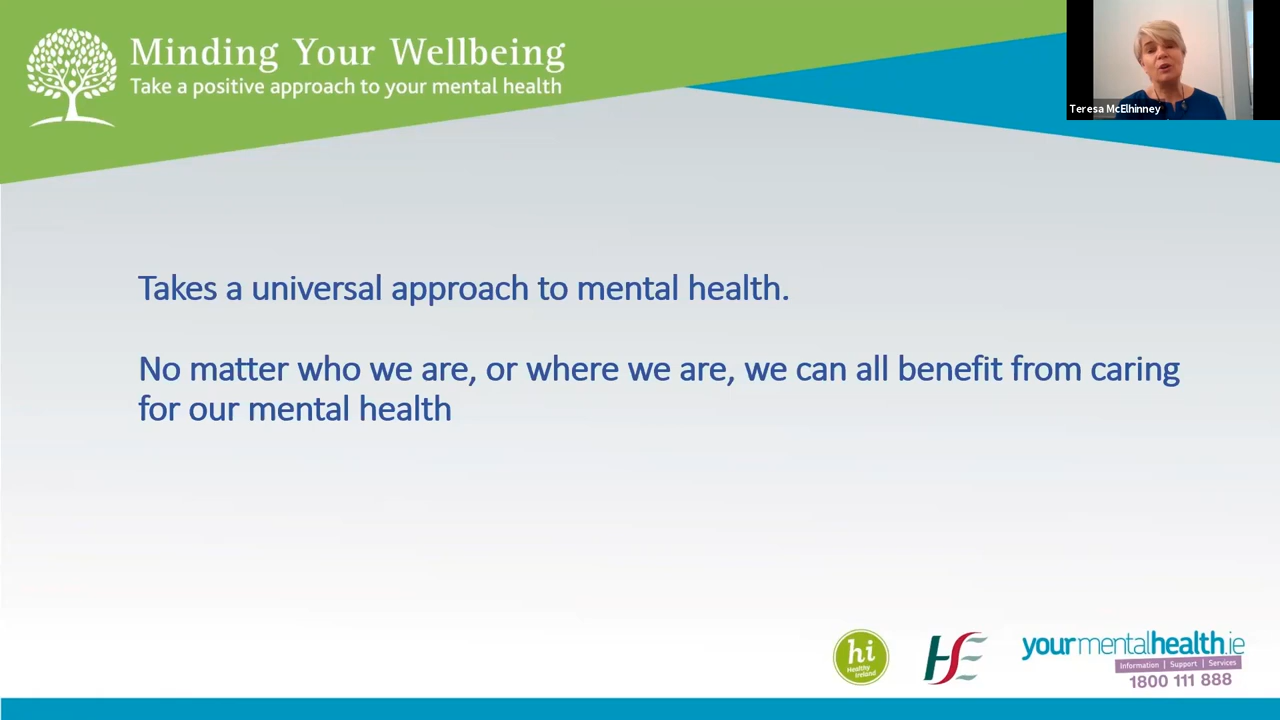 Minding Your Wellbeing
Take a positive approach to your mental health
Teresa McElhinney
Takes a universal approach to mental health.
No matter who we are, or where we are, we can all benefit from caring
for our mental health
hi
Healthy
Ireland
HSE
yourmentalhealth.ie
Information | Support | Services
1800 111 888